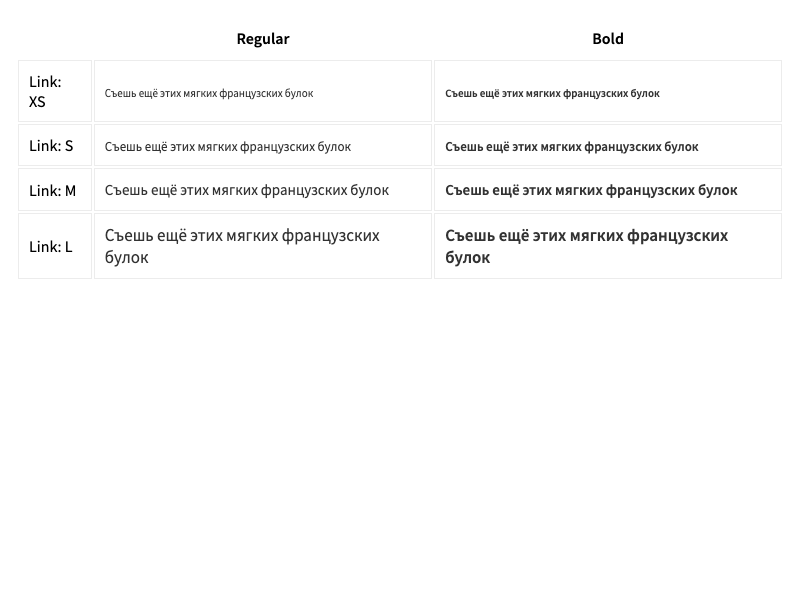 Regular Bold
Link:
XS
Съешь ещё этих мягких французских булок Съешь ещё этих мягких французских булок
Link: S Съешь ещё этих мягких французских булок Съешь ещё этих мягких французских булок
Link: M Съешь ещё этих мягких французских булок Съешь ещё этих мягких французских булок
Link: L
Съешь ещё этих мягких французских
булок
Съешь ещё этих мягких французских
булок